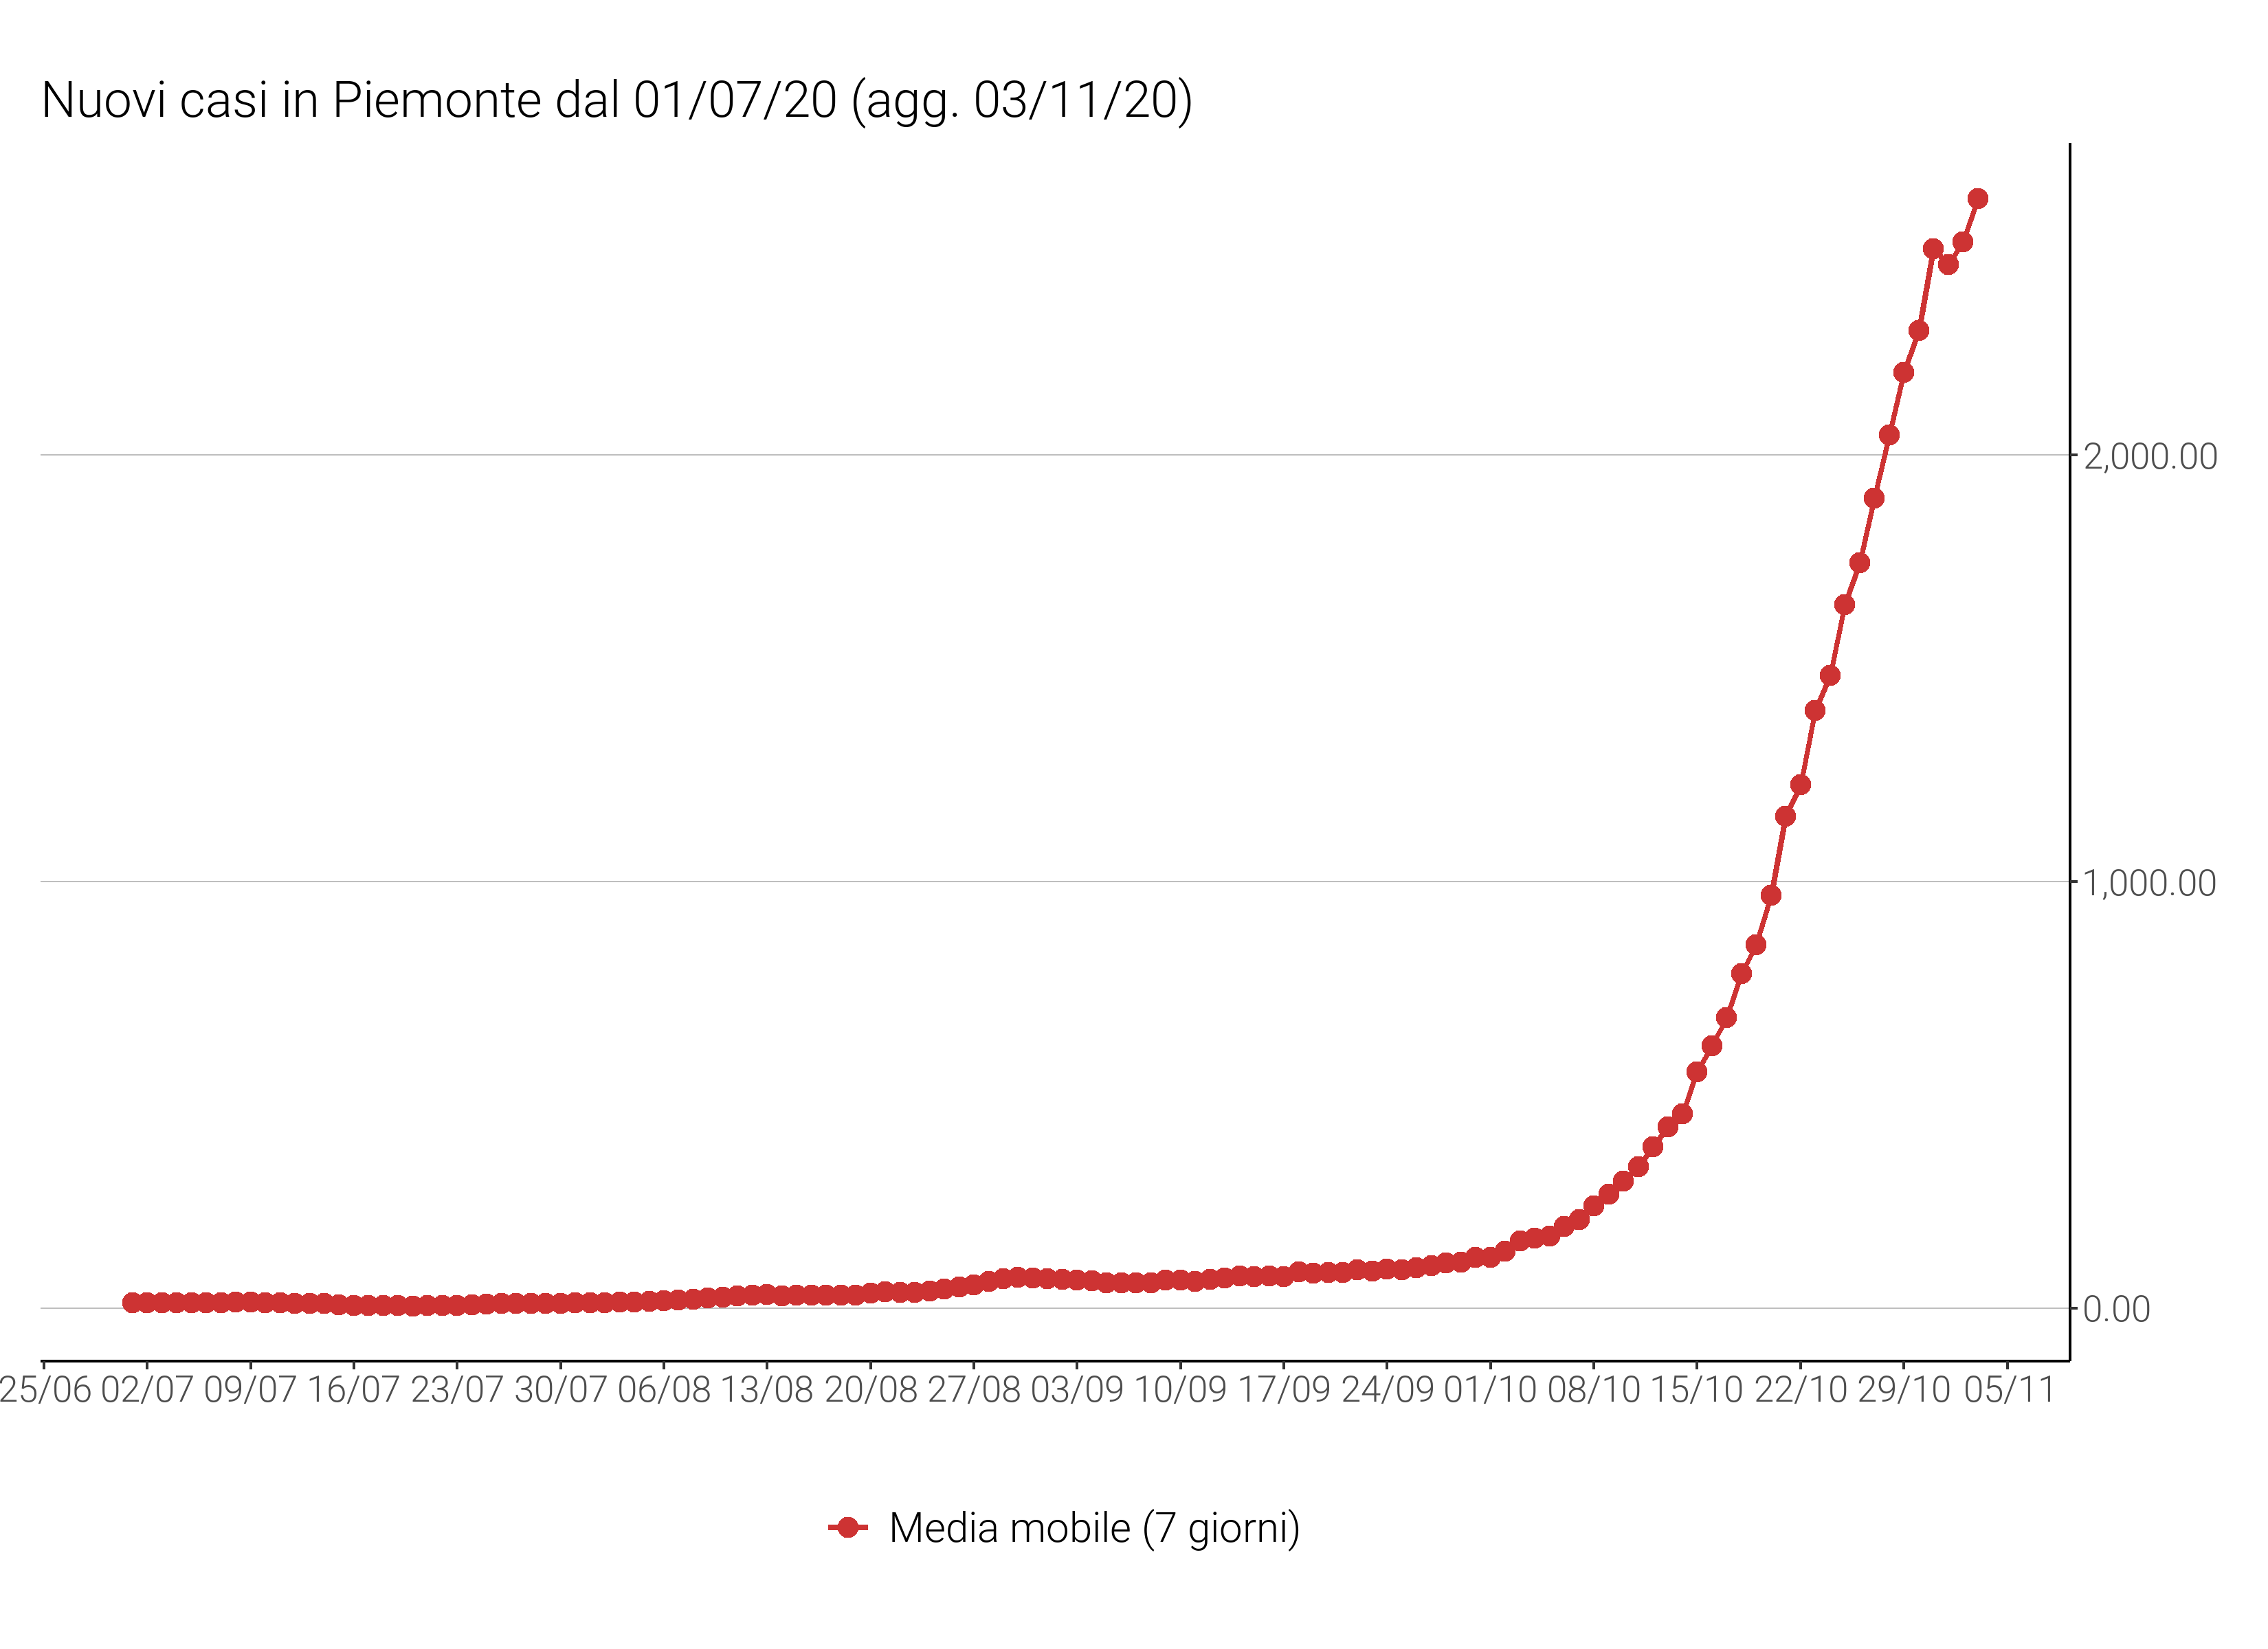 Nuovi casi in Piemonte dal 01/07/20 (agg. 03/11/20)
2,000.00
1,000.00
0.00
25/06 02/07 09/07 16/07 23/07 30/07 06/08 13/08 20/08 27/08 03/09 10/09 17/09 24/09 01/10 08/10 15/10 22/10 29/10 05/11
Media mobile (7 giorni)